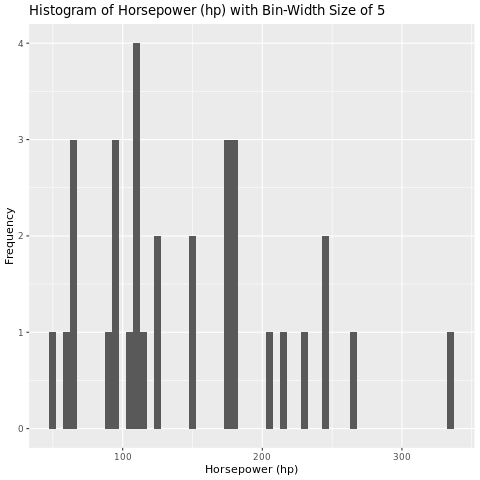 Histogram of Horsepower (hp) with Bin-Width Size of 5
4
3
2
1
0
Frequency
100
200
300
Horsepower (hp)